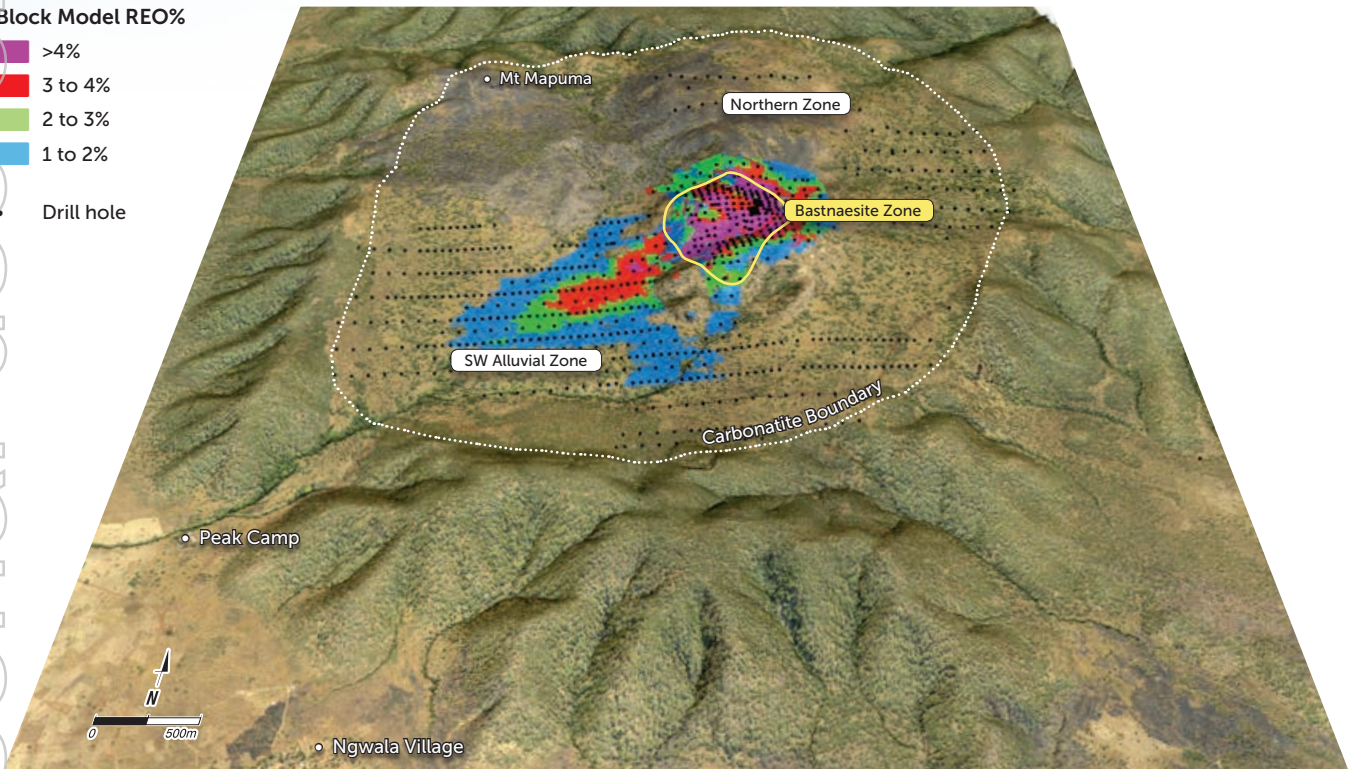 Block Model REO%
>4%
3 to 4%
2 to 3%
1 to 2%
Drill hole
Mt Mapuma
Northern Zone
Bastnaesite Zone
SW Alluvial Zone
Carbonatite Boundary
Peak Camp
N
0 500m
Ngwala Village